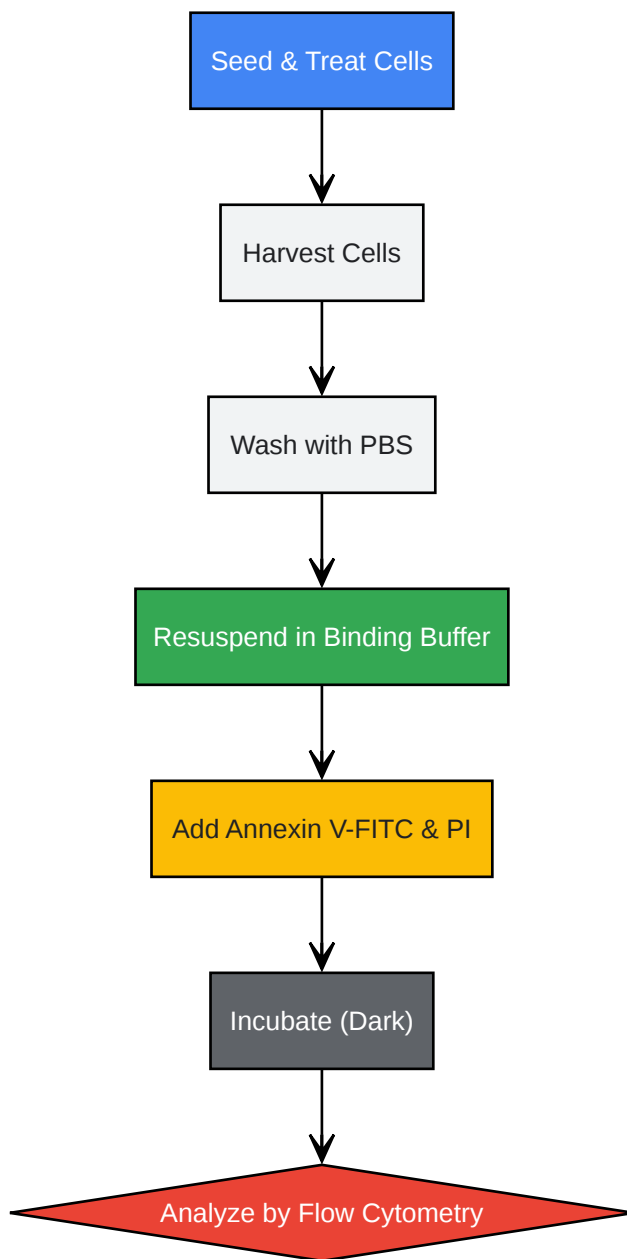 Seed & Treat Cells
Harvest Cells
Wash with PBS
Resuspend in Binding Buffer
Add Annexin V-FITC & PI
Incubate (Dark)
Analyze by Flow Cytometry